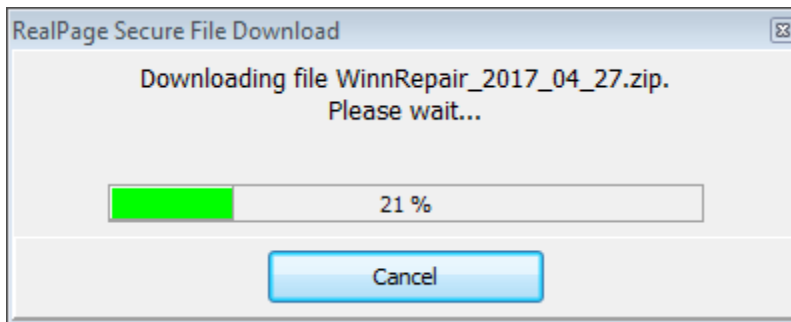 RealPage Secure File Download
Downloading file WinnRepair_2017_04_27.zip.
Please wait...
21 %
Cancel